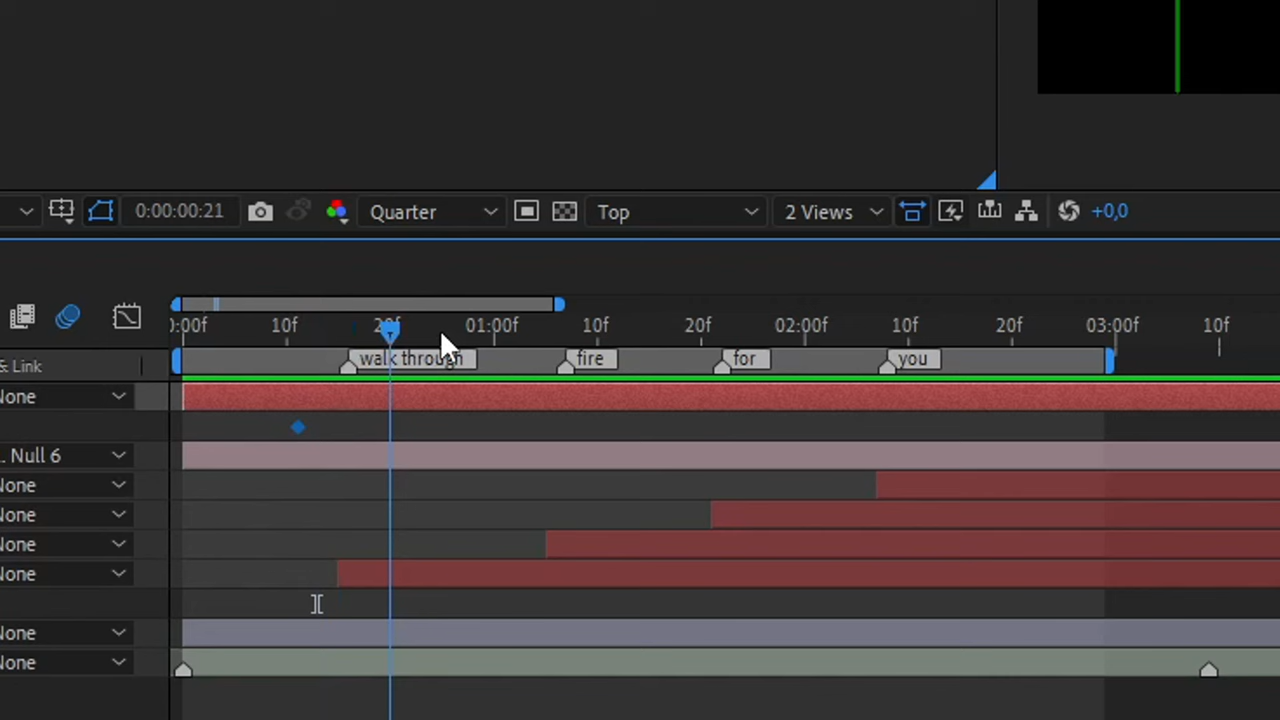 0:00:00:21 Quarter Top 2 Views +0,0
0:00f 10f 20f 01:00f 10f 20f 02:00f 10f 20f 03:00f 10f
& Link walk through fire for you
None
. Null 6
None
None
None
None
None
None